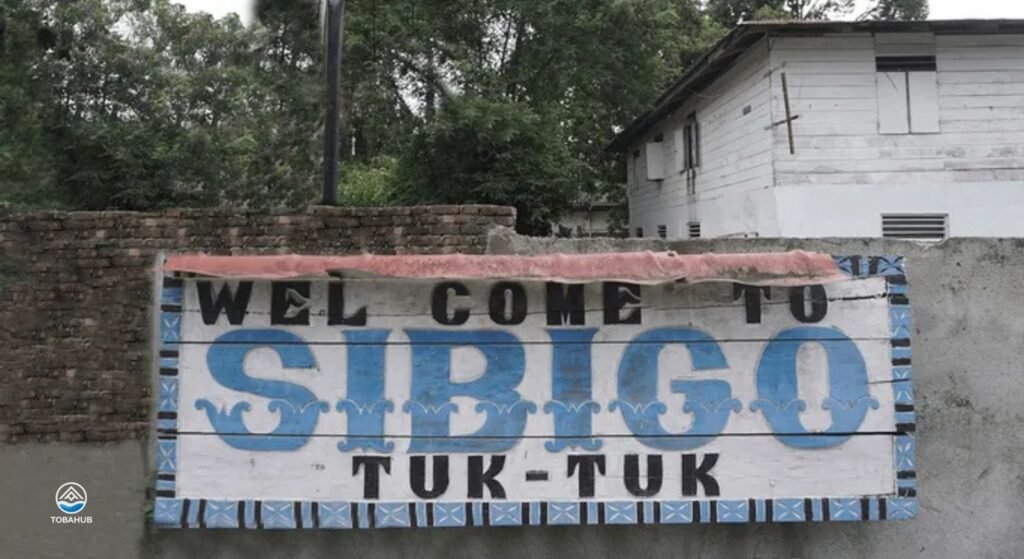 WEL COME TO
SIBIGO
TUK-TUK
TOBAHUB